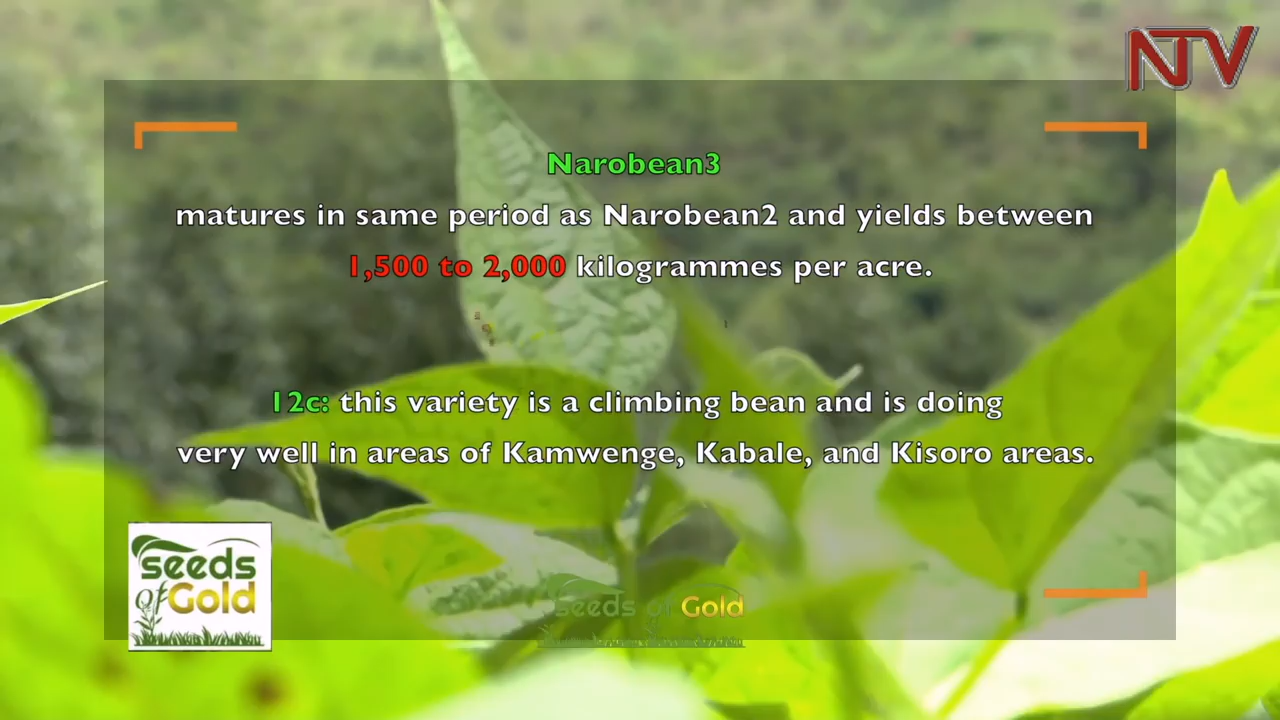 NTV
Narobean3
matures in same period as Narobean2 and yields between
1,500 to 2,000 kilogrammes per acre.
12c: this variety is a climbing bean and is doing
very well in areas of Kamwenge, Kabale, and Kisoro areas.
seeds
of Gold
seeds of Gold